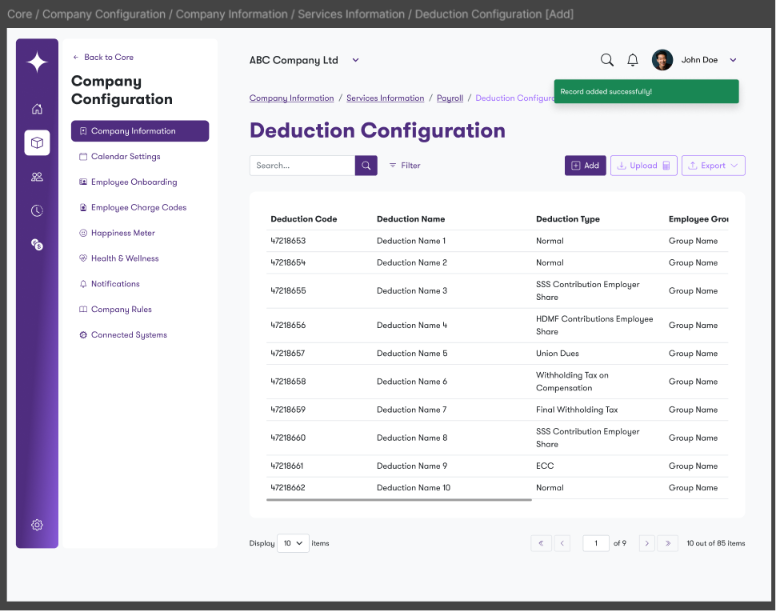 Core / Company Configuration / Company Information / Services Information / Deduction Configuration [Add]
← Back to Core
Company
Configuration
Company Information
Calendar Settings
Employee Onboarding
Employee Charge Codes
Happiness Meter
Health & Wellness
Notifications
Company Rules
Connected Systems
ABC Company Ltd
John Doe
Record added successfully!
Company Information / Services Information / Payroll / Deduction Configura
Deduction Configuration
Search...
Filter
Add
Upload
Export
Deduction Code Deduction Name Deduction Type Employee Grou
47218653 Deduction Name 1 Normal Group Name
47218654 Deduction Name 2 Normal Group Name
47218655 Deduction Name 3 SSS Contribution Employer Group Name
Share
47218656 Deduction Name 4 HDMF Contributions Employee Group Name
Share
47218657 Deduction Name 5 Union Dues Group Name
47218658 Deduction Name 6 Withholding Tax on Group Name
Compensation
47218659 Deduction Name 7 Final Withholding Tax Group Name
47218660 Deduction Name 8 SSS Contribution Employer Group Name
Share
47218661 Deduction Name 9 ECC Group Name
47218662 Deduction Name 10 Normal Group Name
Display 10 items
« ‹ 1 of 9 › » 10 out of 85 items